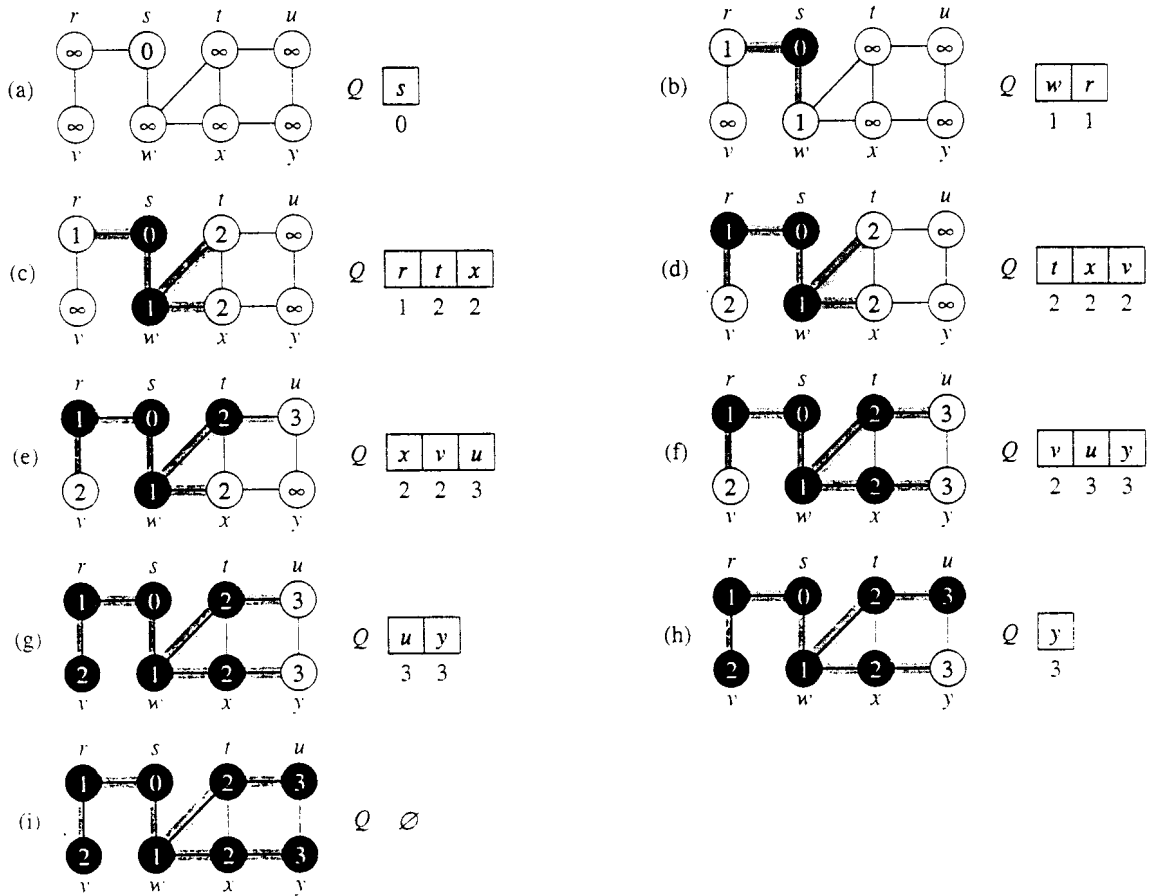 r s t u
∞ 0 ∞ ∞
(a) Q s
∞ ∞ ∞ ∞ 0
v w x y
r s t u
1 0 ∞ ∞
(b) Q w r
∞ 1 ∞ ∞ 1 1
v w x y
r s t u
1 0 2 ∞
(c) Q r t x
∞ 1 2 ∞ 1 2 2
v w x y
r s t u
1 0 2 ∞
(d) Q t x v
2 1 2 ∞ 2 2 2
v w x y
r s t u
1 0 2 3
(e) Q x v u
2 1 2 ∞ 2 2 3
v w x y
r s t u
1 0 2 3
(f) Q v u y
2 1 2 3 2 3 3
v w x y
r s t u
1 0 2 3
(g) Q u y
2 1 2 3 3 3
v w x y
r s t u
1 0 2 3
(h) Q y
2 1 2 3 3
v w x y
r s t u
1 0 2 3
(i) Q ∅
2 1 2 3
v w x y